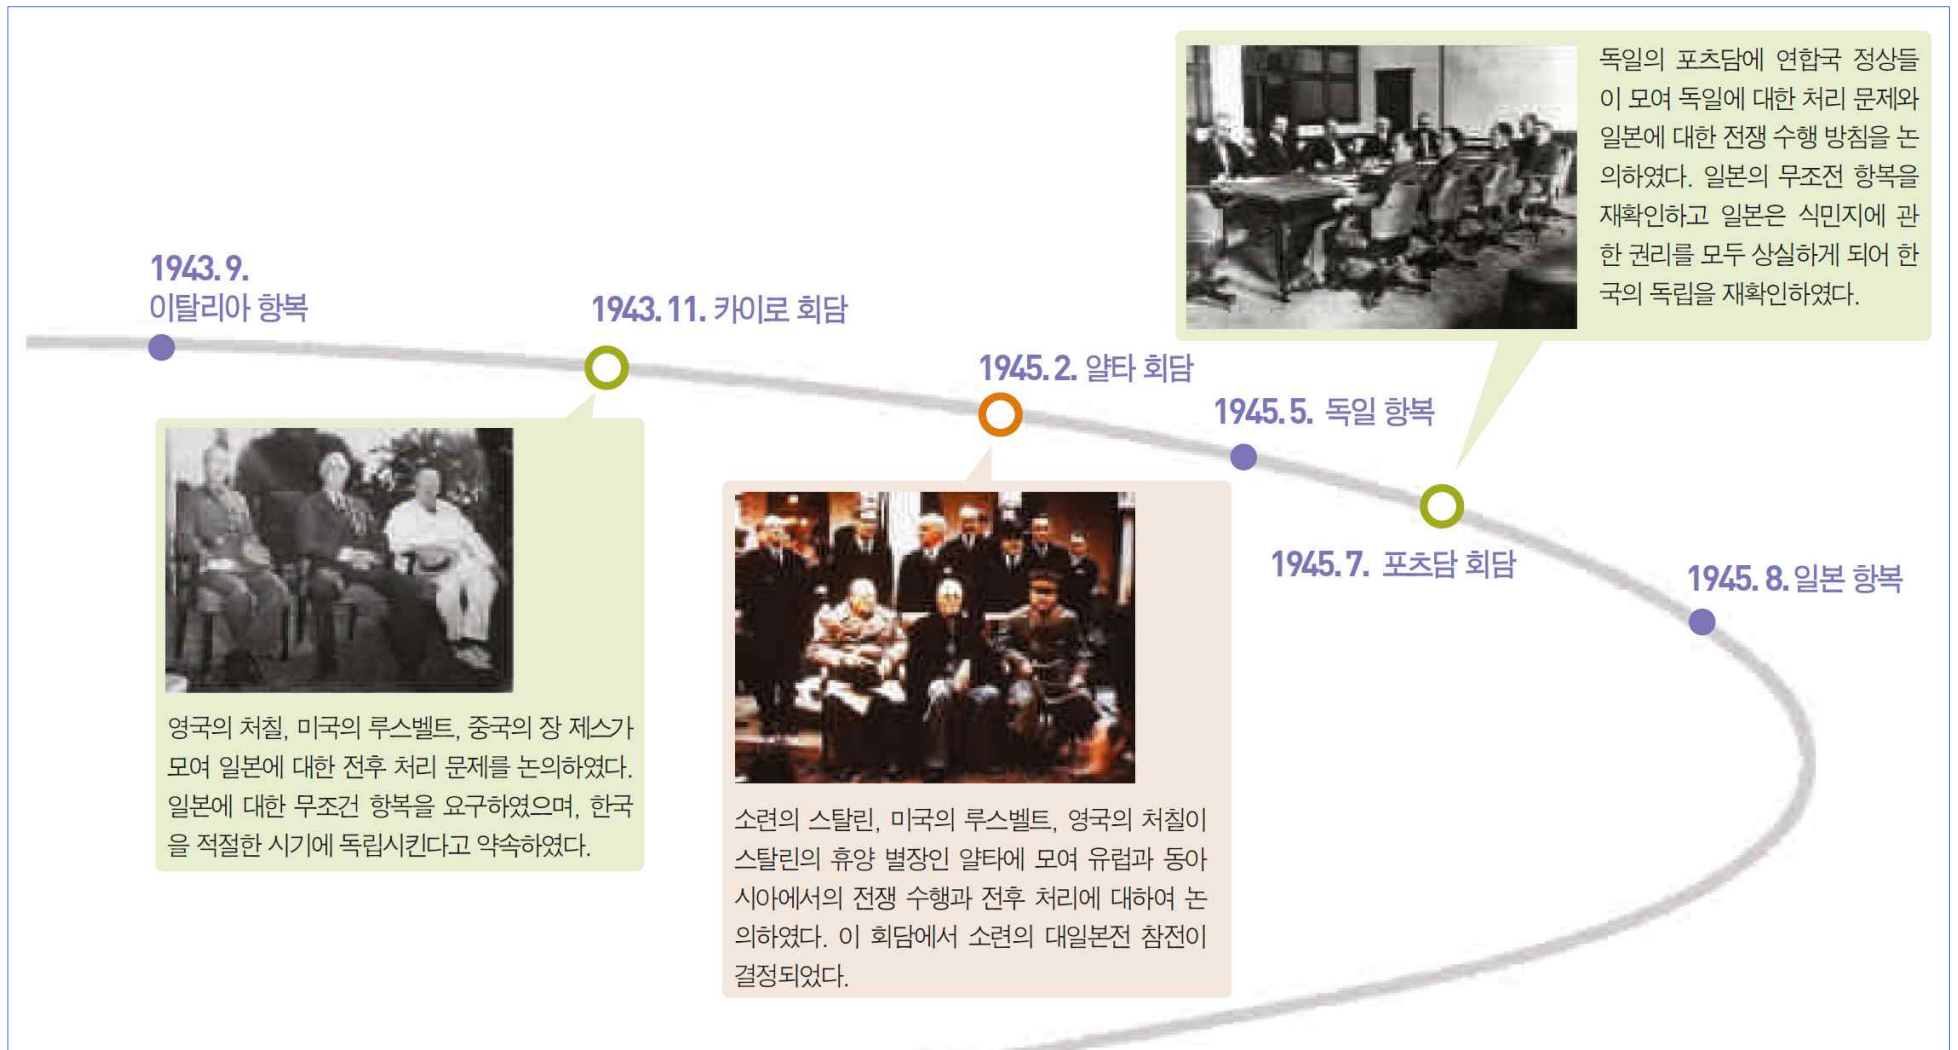 1943. 9.
이탈리아 항복
1943. 11. 카이로 회담
영국의 처칠, 미국의 루스벨트, 중국의 장 제스가
모여 일본에 대한 전후 처리 문제를 논의하였다.
일본에 대한 무조건 항복을 요구하였으며, 한국
을 적절한 시기에 독립시킨다고 약속하였다.
1945. 2. 얄타 회담
소련의 스탈린, 미국의 루스벨트, 영국의 처칠이
스탈린의 휴양 별장인 얄타에 모여 유럽과 동아
시아에서의 전쟁 수행과 전후 처리에 대하여 논
의하였다. 이 회담에서 소련의 대일본전 참전이
결정되었다.
1945. 5. 독일 항복
1945. 7. 포츠담 회담
독일의 포츠담에 연합국 정상들
이 모여 독일에 대한 처리 문제와
일본에 대한 전쟁 수행 방침을 논
의하였다. 일본의 무조전 항복을
재확인하고 일본은 식민지에 관
한 권리를 모두 상실하게 되어 한
국의 독립을 재확인하였다.
1945. 8. 일본 항복